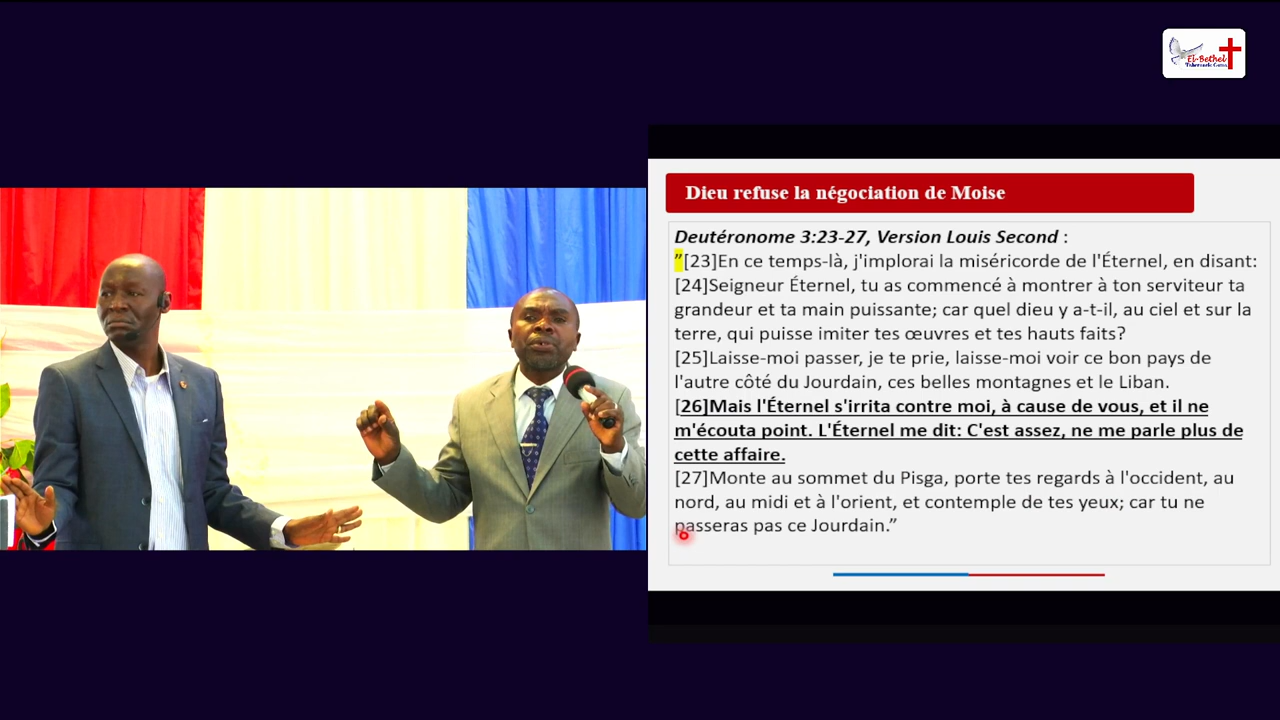 El-Bethel
Dieu refuse la négociation de Moise
Deutéronome 3:23-27, Version Louis Second :
”[23]En ce temps-là, j'implorai la miséricorde de l'Éternel, en disant:
[24]Seigneur Éternel, tu as commencé à montrer à ton serviteur ta
grandeur et ta main puissante; car quel dieu y a-t-il, au ciel et sur la
terre, qui puisse imiter tes œuvres et tes hauts faits?
[25]Laisse-moi passer, je te prie, laisse-moi voir ce bon pays de
l'autre côté du Jourdain, ces belles montagnes et le Liban.
[26]Mais l'Éternel s'irrita contre moi, à cause de vous, et il ne
m'écouta point. L'Éternel me dit: C'est assez, ne me parle plus de
cette affaire.
[27]Monte au sommet du Pisga, porte tes regards à l'occident, au
nord, au midi et à l'orient, et contemple de tes yeux; car tu ne
passeras pas ce Jourdain.”